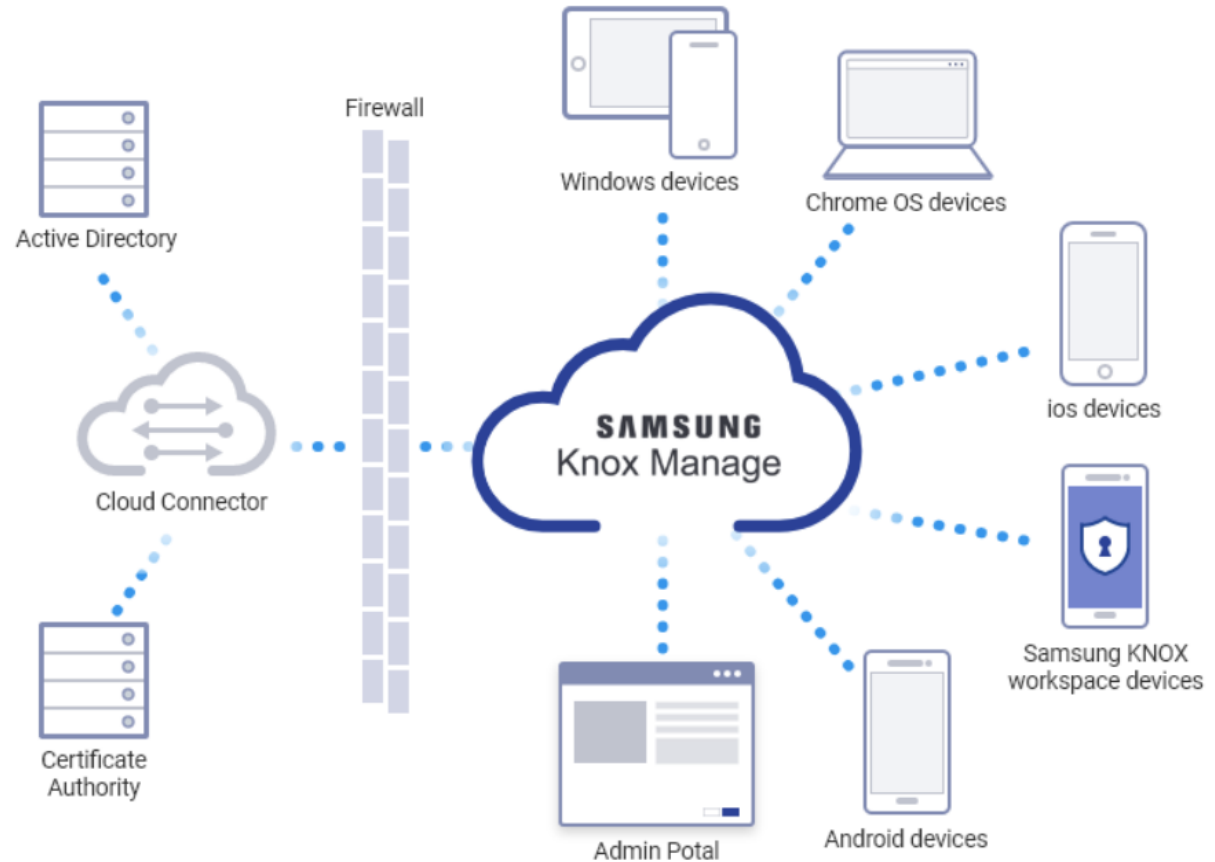 Firewall
Windows devices
Chrome OS devices
Active Directory
ios devices
SAMSUNG
Knox Manage
Cloud Connector
Samsung KNOX
workspace devices
Certificate
Authority
Admin Potal
Android devices